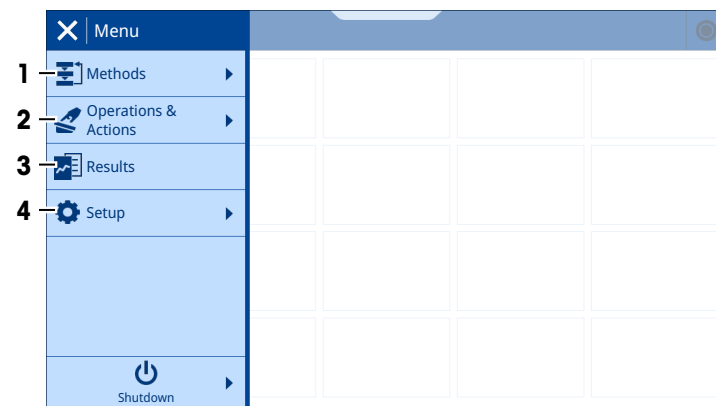 Menu
1 Methods
2 Operations &
Actions
3 Results
4 Setup
Shutdown